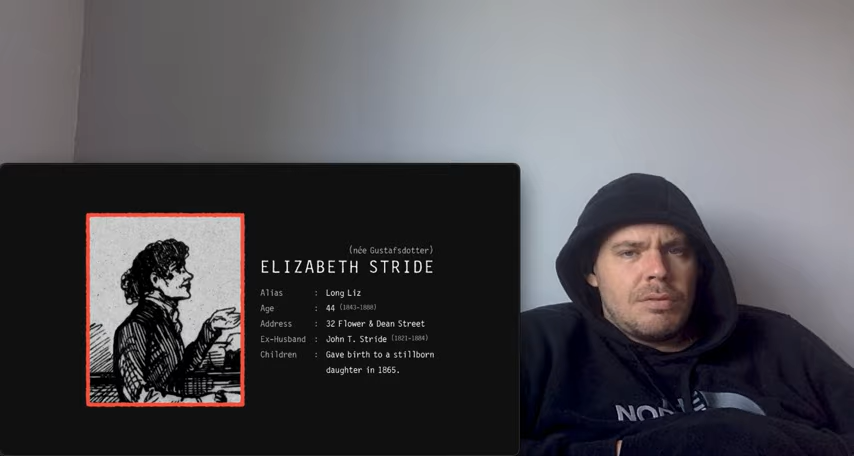 (née Gustafsdotter)
ELIZABETH STRIDE
Alias : Long Liz
Age : 44 (1843-1888)
Address : 32 Flower & Dean Street
Ex-Husband : John T. Stride (1821-1884)
Children : Gave birth to a stillborn
daughter in 1865.
NOR